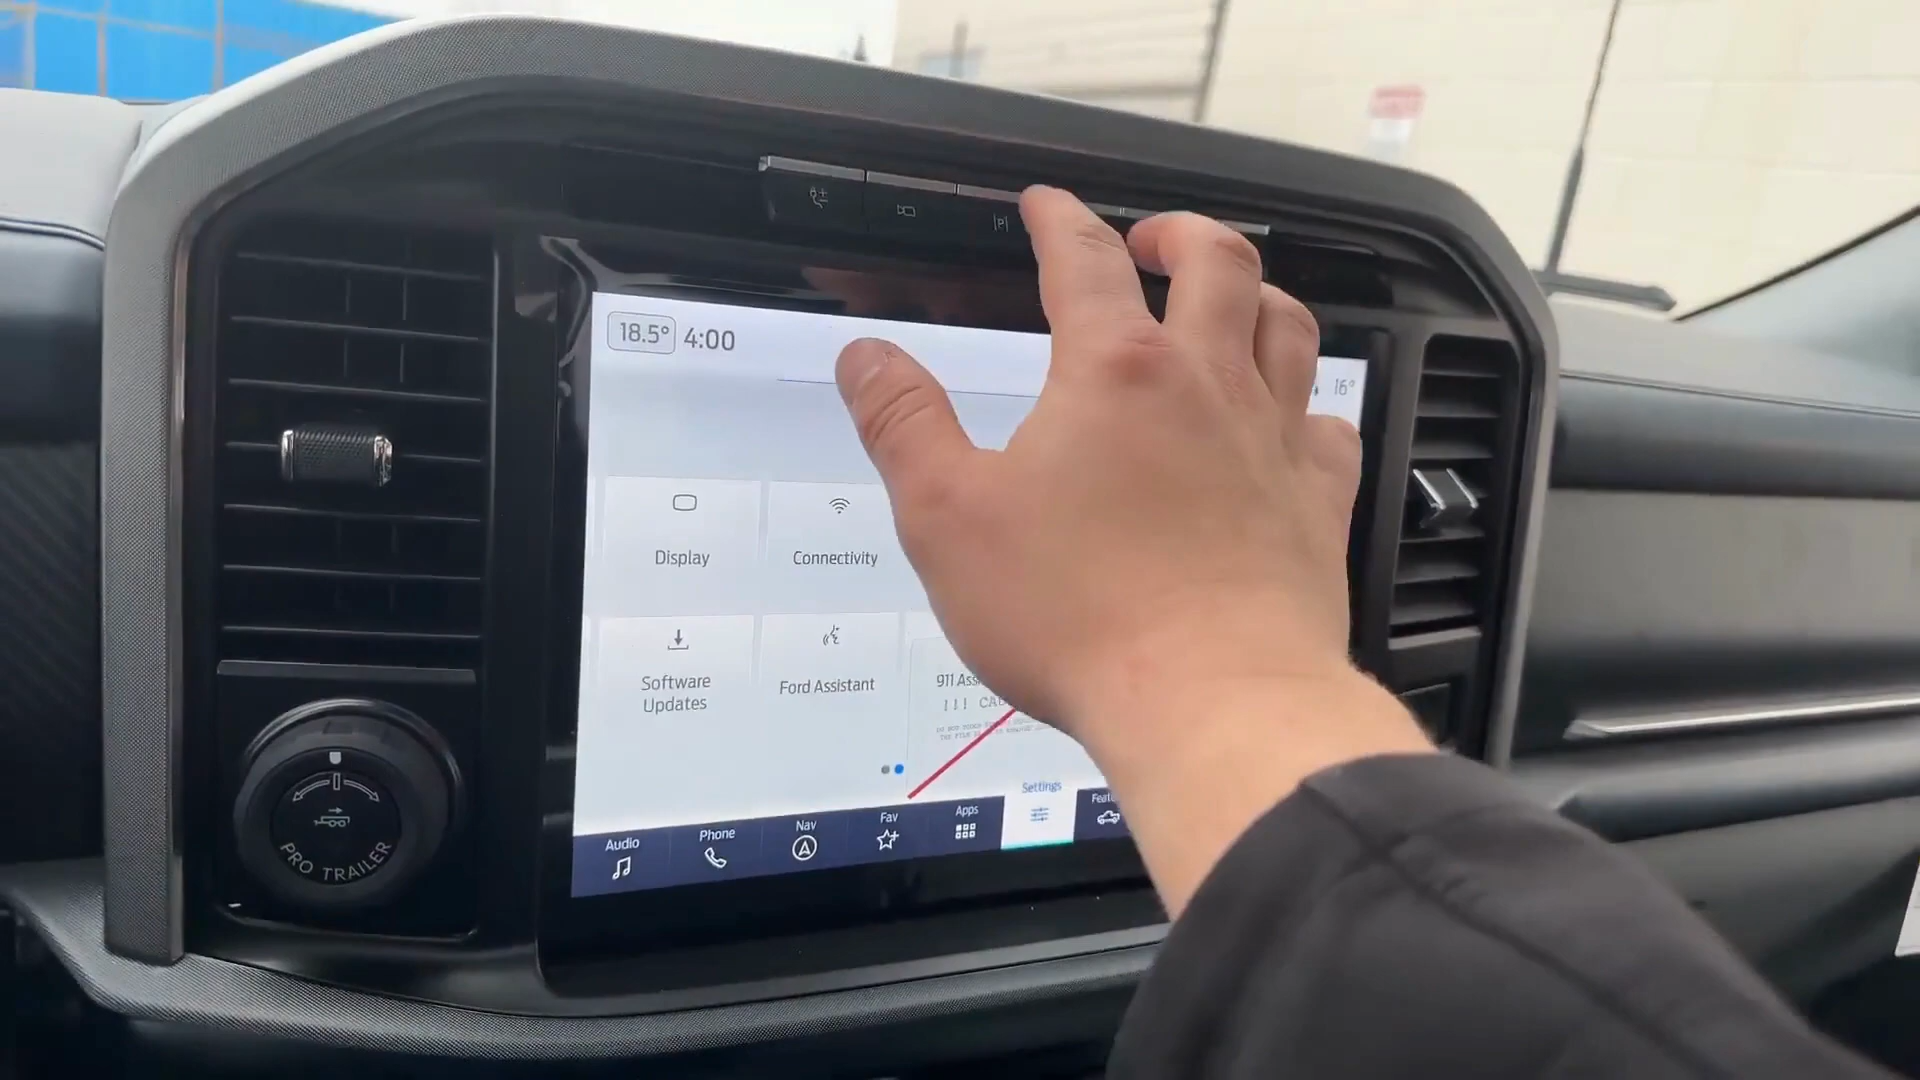 18.5° 4:00
16°
Display
Connectivity
Software
Updates
Ford Assistant
911 Ass
Audio
Phone
Nav
Fav
Apps
Settings
Featu
PRO TRAILER
P